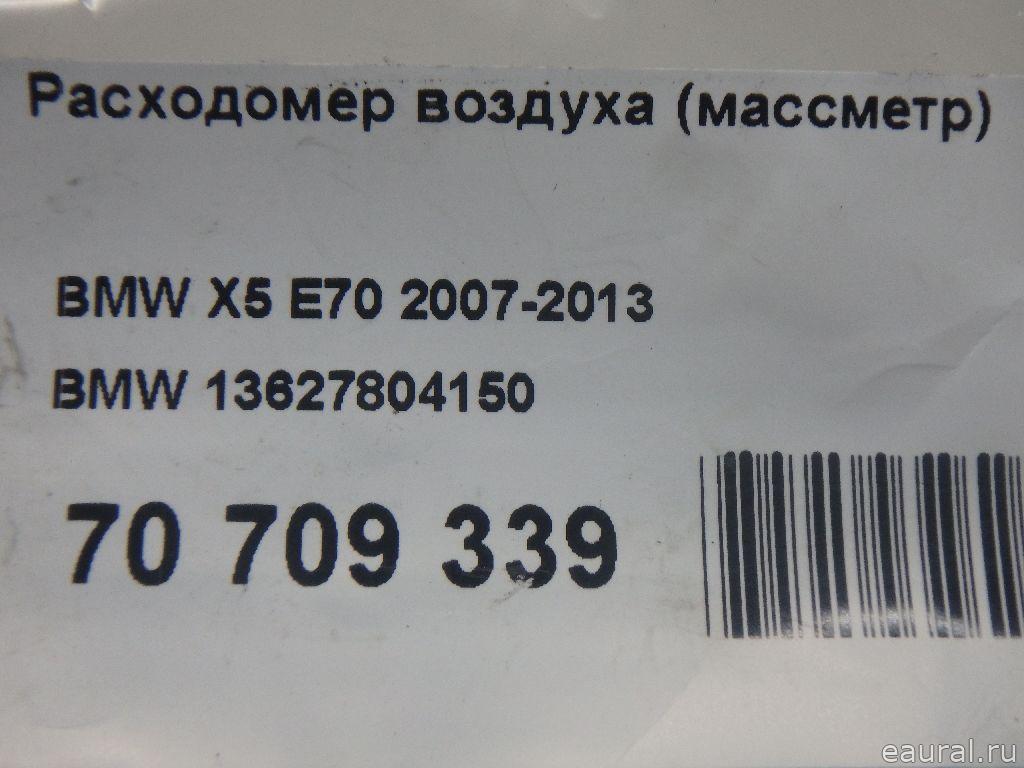 Расходомер воздуха (массметр)
BMW X5 E70 2007-2013
BMW 13627804150
70 709 339
eaural.ru